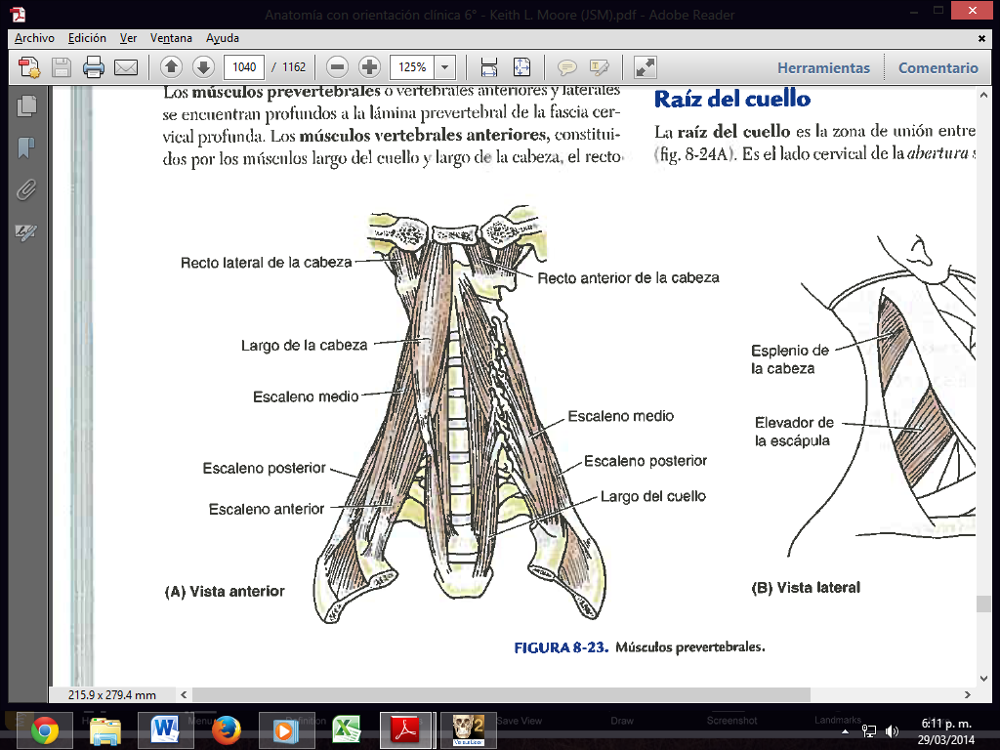 Anatomía con orientación clínica 6° - Keith L. Moore (JSM).pdf - Adobe Reader
Archivo Edición Ver Ventana Ayuda
1040 / 1162 125% Herramientas Comentario
Los músculos prevertebrales o vertebrales anteriores y laterales
se encuentran profundos a la lámina prevertebral de la fascia cer-
vical profunda. Los músculos vertebrales anteriores, constitui-
dos por los músculos largo del cuello y largo de la cabeza, el recto
Raíz del cuello
La raíz del cuello es la zona de unión entre
(fig. 8-24A). Es el lado cervical de la abertura s
Recto lateral de la cabeza
Recto anterior de la cabeza
Largo de la cabeza
Escaleno medio
Escaleno medio
Escaleno posterior
Escaleno posterior
Escaleno anterior
Largo del cuello
(A) Vista anterior
Esplenio de
la cabeza
Elevador de
la escápula
(B) Vista lateral
FIGURA 8-23. Músculos prevertebrales.
215.9 x 279.4 mm
Menu Definition Save View Draw Screenshot Landmarks
6:11 p. m.
29/03/2014